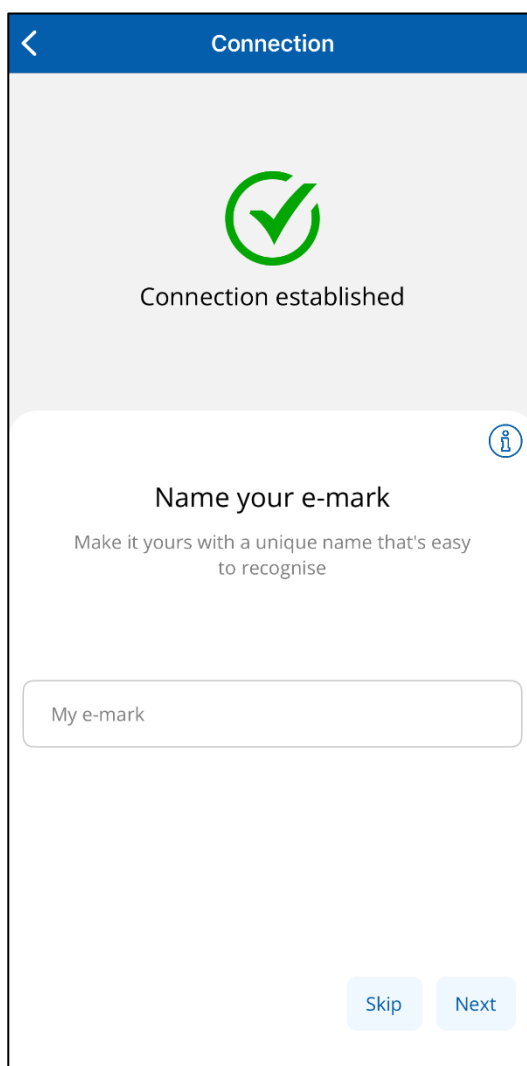 Connection
Connection established
Name your e-mark
Make it yours with a unique name that's easy
to recognise
My e-mark
Skip
Next